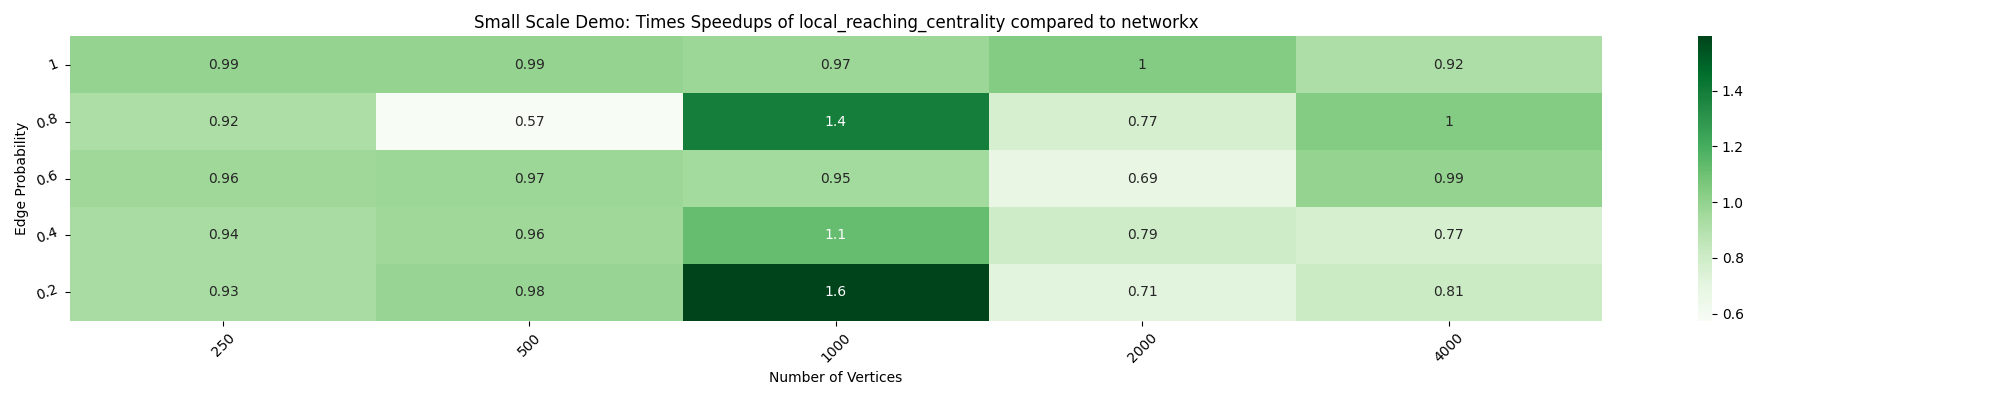 Small Scale Demo: Times Speedups of local_reaching_centrality compared to networkx
Edge Probability
1 0.99 0.99 0.97 1 0.92
0.8 0.92 0.57 1.4 0.77 1
0.6 0.96 0.97 0.95 0.69 0.99
0.4 0.94 0.96 1.1 0.79 0.77
0.2 0.93 0.98 1.6 0.71 0.81
250 500 1000 2000 4000
Number of Vertices
1.4
1.2
1.0
0.8
0.6